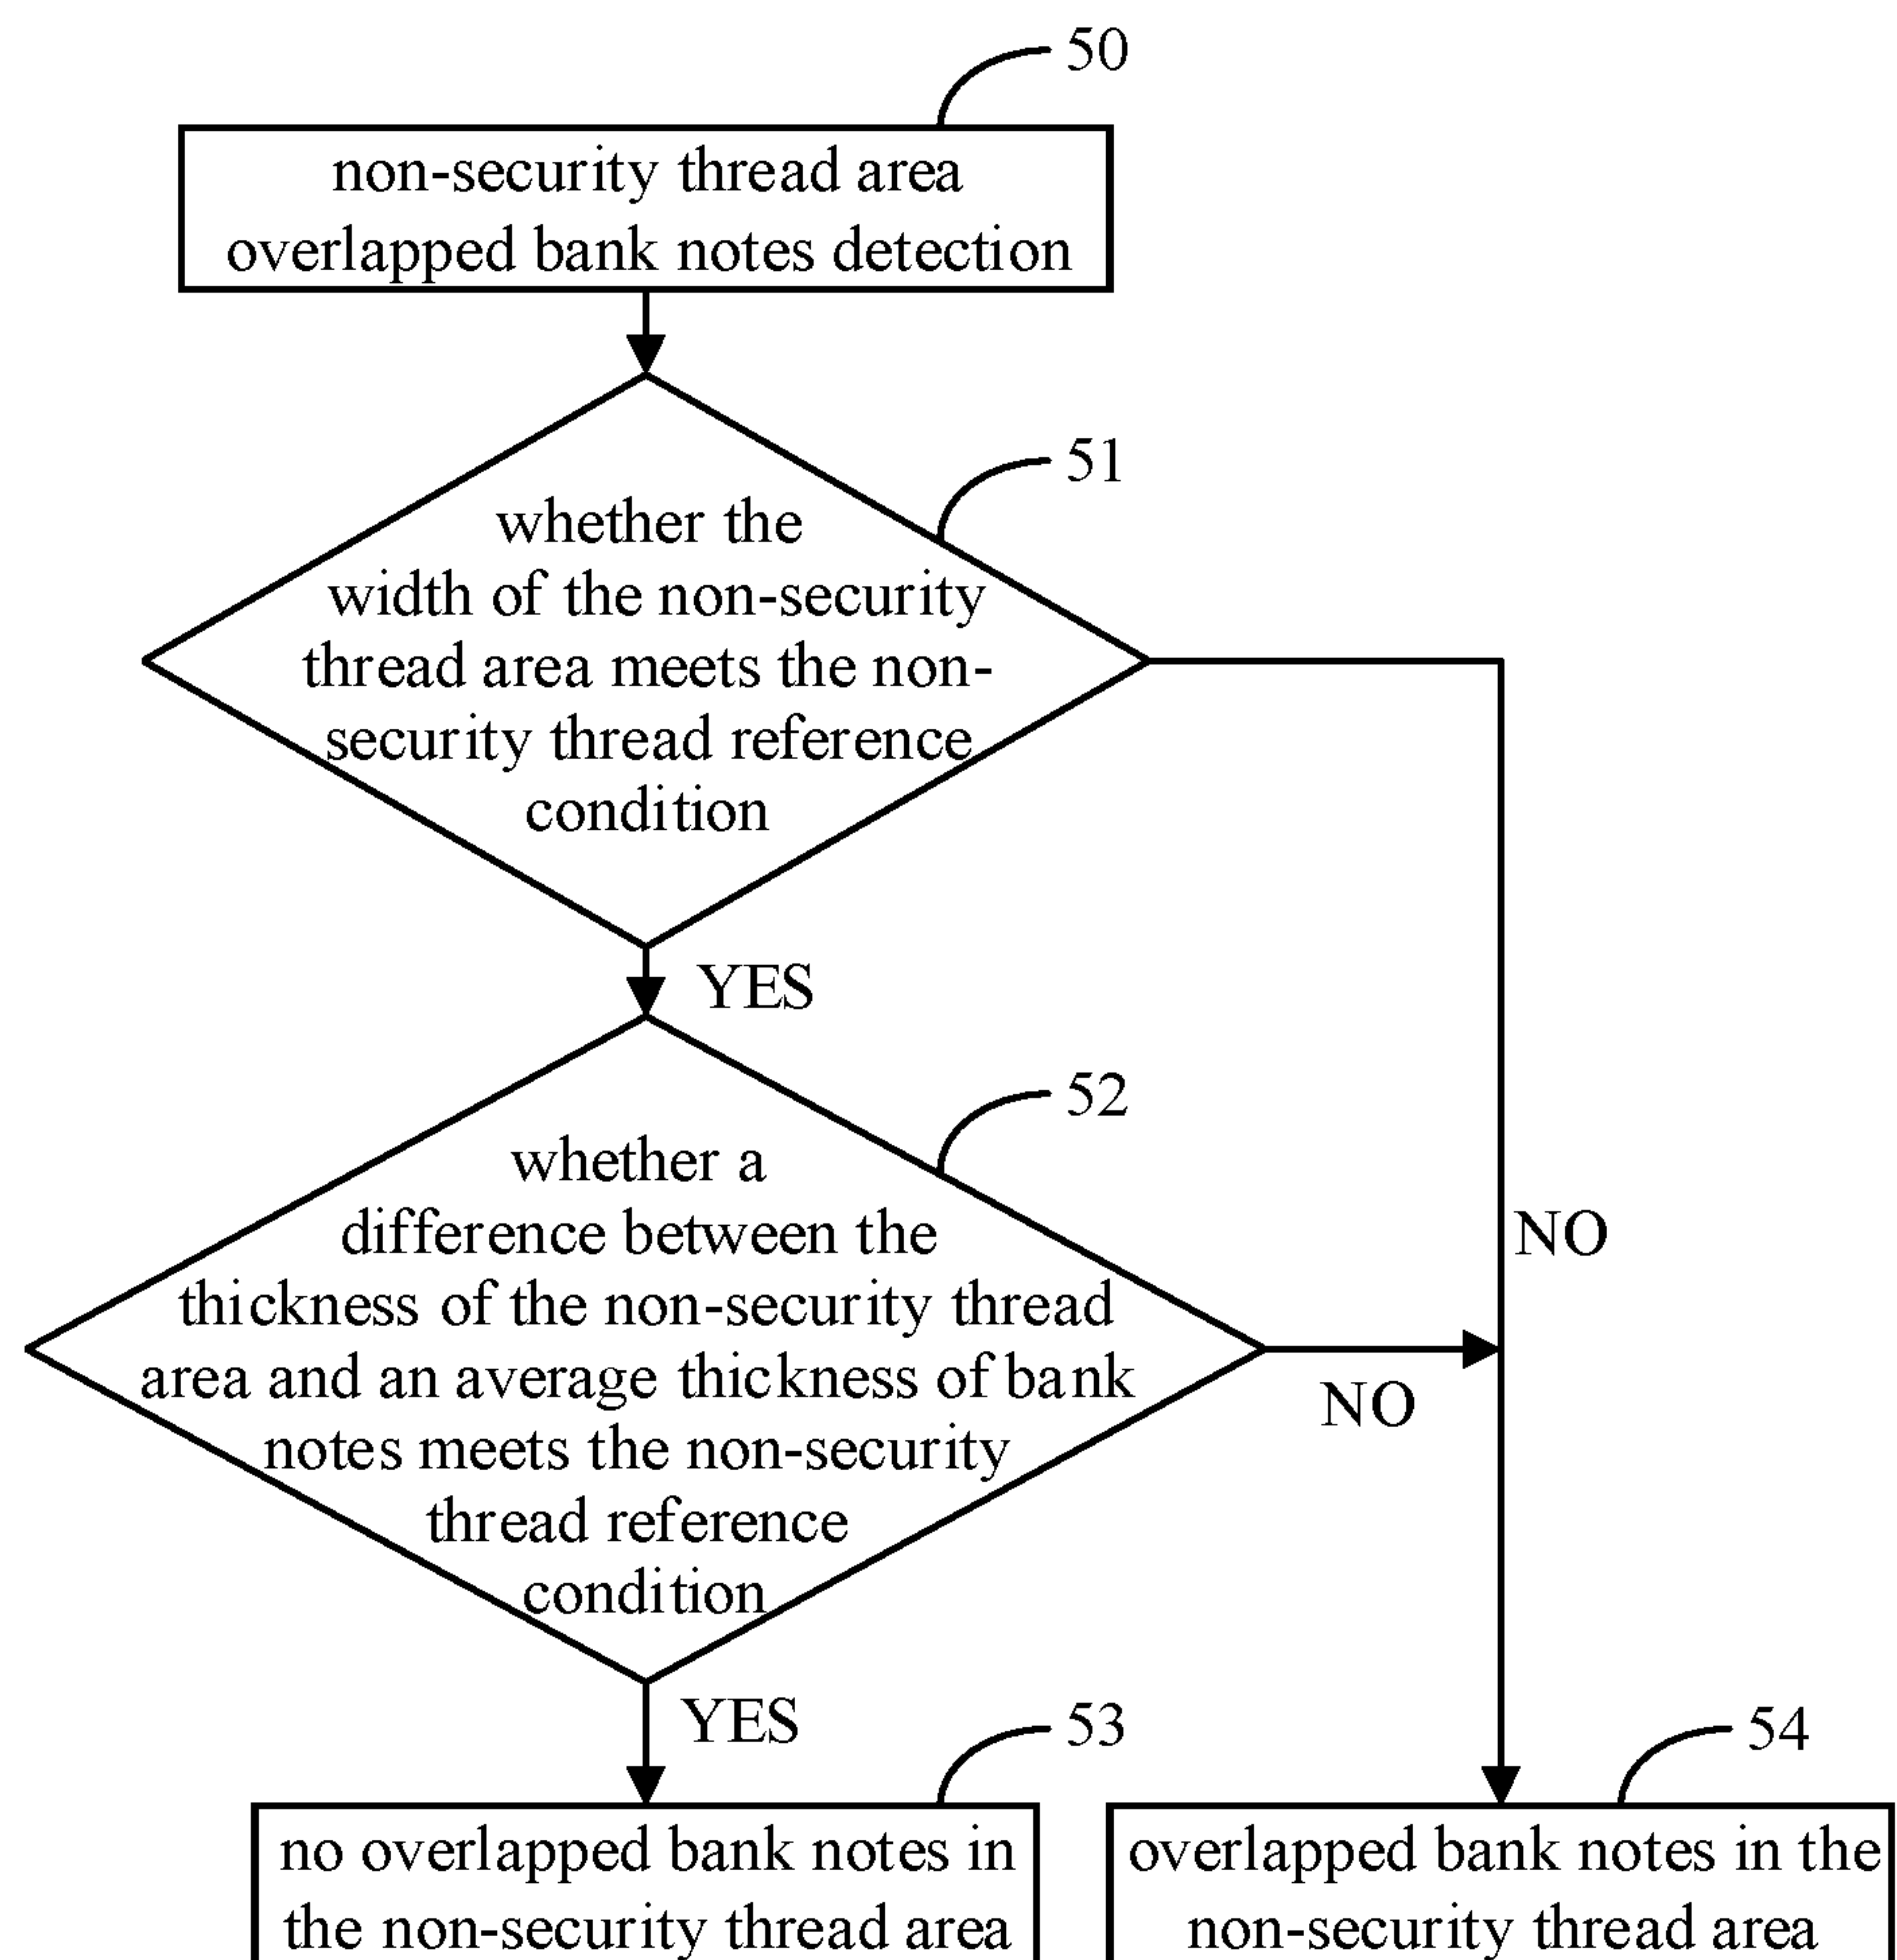 50
non-security thread area
overlapped bank notes detection
51
whether the
width of the non-security
thread area meets the non-
security thread reference
condition
YES
52
whether a
difference between the
thickness of the non-security thread
area and an average thickness of bank
notes meets the non-security
thread reference
condition
NO
NO
YES
53
54
no overlapped bank notes in
the non-security thread area
overlapped bank notes in the
non-security thread area